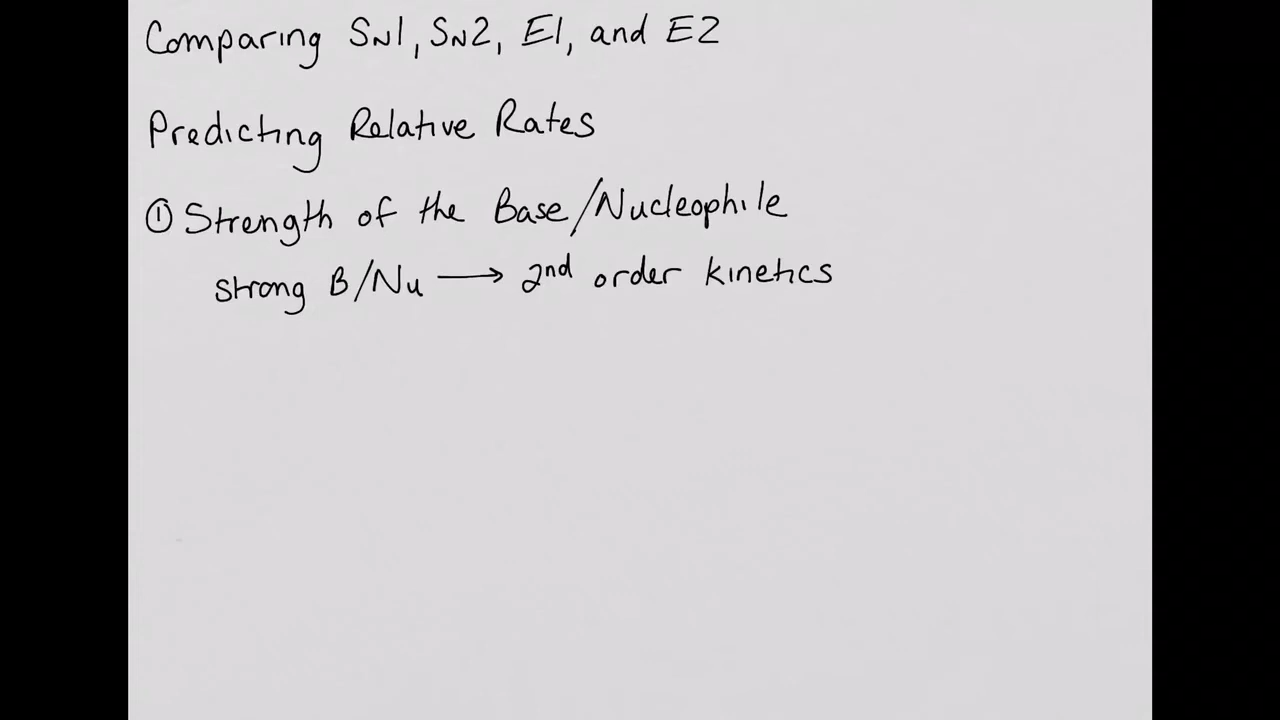 Comparing SN1, SN2, E1, and E2
Predicting Relative Rates
① Strength of the Base/Nucleophile
strong B/Nu ⟶ 2nd order kinetics